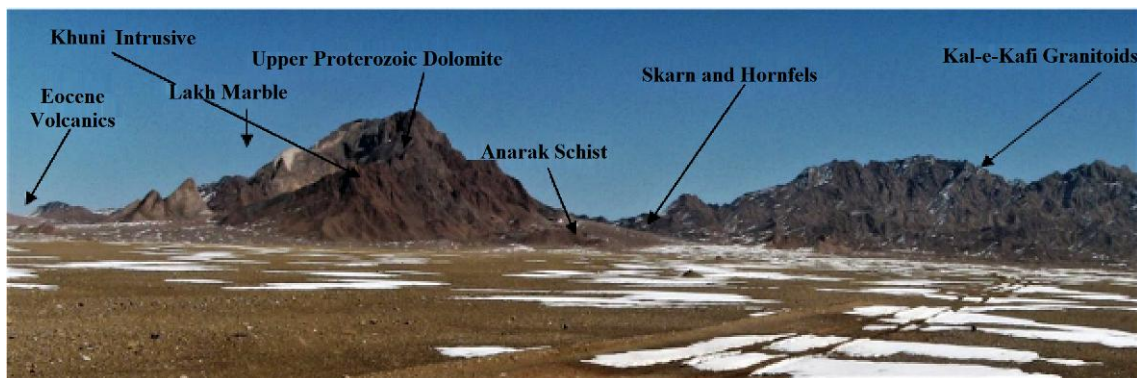 Khuni Intrusive
Upper Proterozoic Dolomite
Lakh Marble
Eocene
Volcanics
Anarak Schist
Skarn and Hornfels
Kal-e-Kafi Granitoids